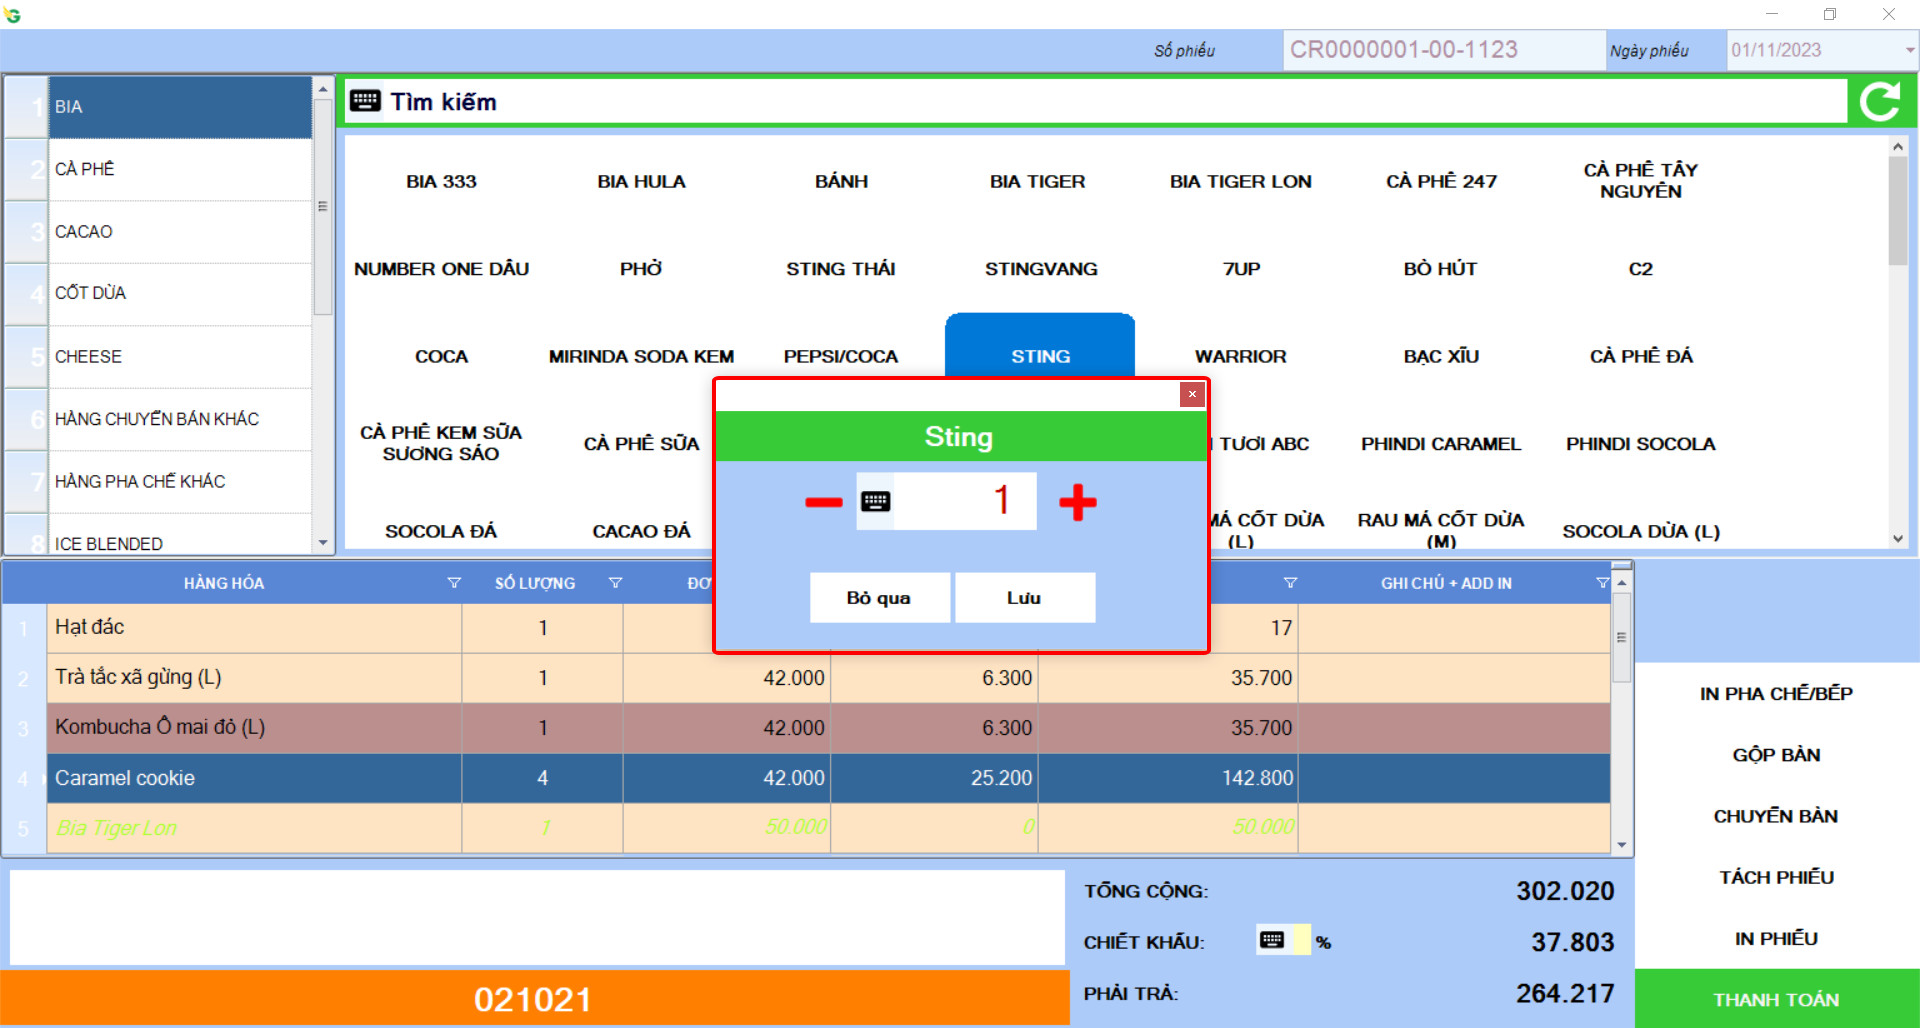 Số phiếu CR0000001-00-1123 Ngày phiếu 01/11/2023
1 BIA
2 CÀ PHÊ
3 CACAO
4 CỐT DỪA
5 CHEESE
6 HÀNG CHUYỂN BÁN KHÁC
7 HÀNG PHA CHẾ KHÁC
8 ICE BLENDED
Tìm kiếm
BIA 333 BIA HULA BÁNH BIA TIGER BIA TIGER LON CÀ PHÊ 247 CÀ PHÊ TÂY NGUYÊN
NUMBER ONE DÂU PHỞ STING THÁI STINGVANG 7UP BÒ HÚT C2
COCA MIRINDA SODA KEM PEPSI/COCA STING WARRIOR BẠC XỈU CÀ PHÊ ĐÁ
CÀ PHÊ KEM SỮA SƯƠNG SÁO CÀ PHÊ SỮA TƯƠI ABC PHINDI CARAMEL PHINDI SOCOLA
SOCOLA ĐÁ CACAO ĐÁ MÁ CỐT DỪA (L) RAU MÁ CỐT DỪA (M) SOCOLA DỪA (L)
Sting
1
Bỏ qua Lưu
HÀNG HÓA SỐ LƯỢNG ĐƠ GHI CHÚ + ADD IN
1 Hạt đác 1 17
2 Trà tắc xã gừng (L) 1 42.000 6.300 35.700
3 Kombucha Ô mai đỏ (L) 1 42.000 6.300 35.700
4 Caramel cookie 4 42.000 25.200 142.800
5 Bia Tiger Lon 1 50.000 0 50.000
IN PHA CHẾ/BẾP
GỘP BÀN
CHUYỂN BÀN
TÁCH PHIẾU
IN PHIẾU
THANH TOÁN
TỔNG CỘNG: 302.020
CHIẾT KHẤU: % 37.803
PHẢI TRẢ: 264.217
021021